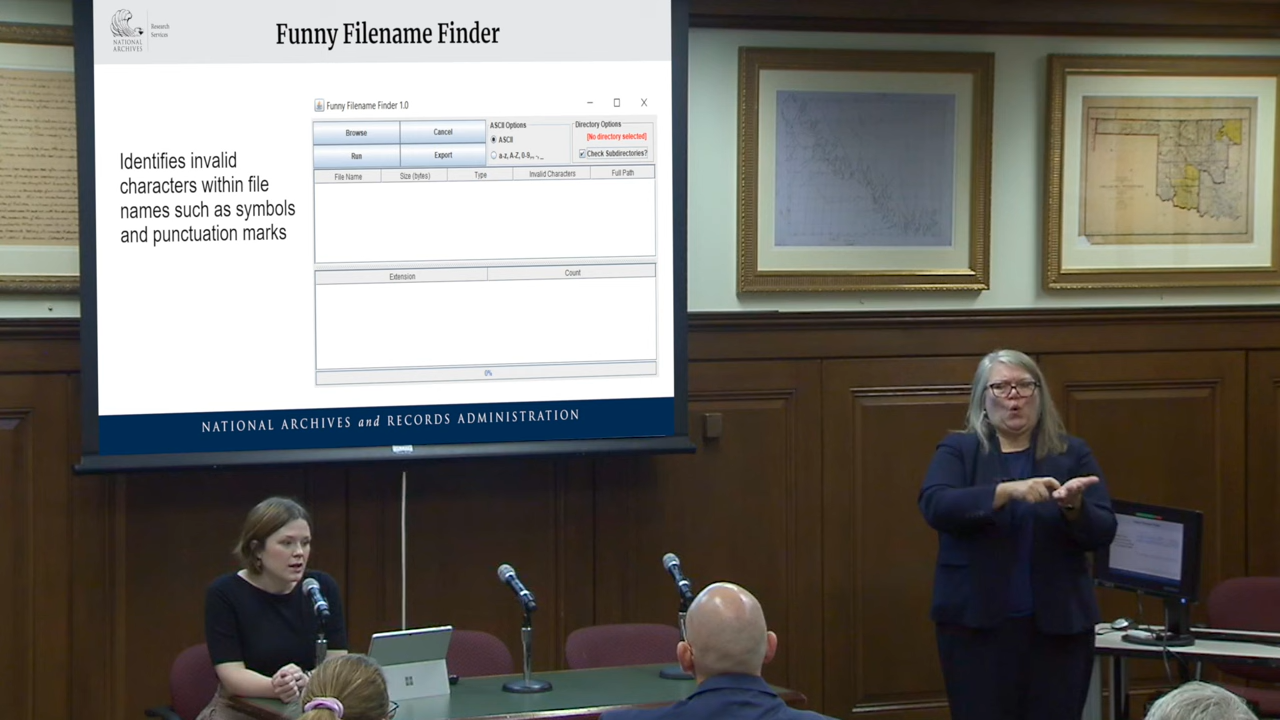 NATIONAL
ARCHIVES
Research
Services
Funny Filename Finder
Identifies invalid
characters within file
names such as symbols
and punctuation marks
Funny Filename Finder 1.0
Browse
Cancel
Run
Export
ASCII Options
ASCII
Directory Options
[No directory selected]
Check Subdirectories?
File Name
Size (bytes)
Type
Invalid Characters
Full Path
Extension
Count
0%
NATIONAL ARCHIVES and RECORDS ADMINISTRATION